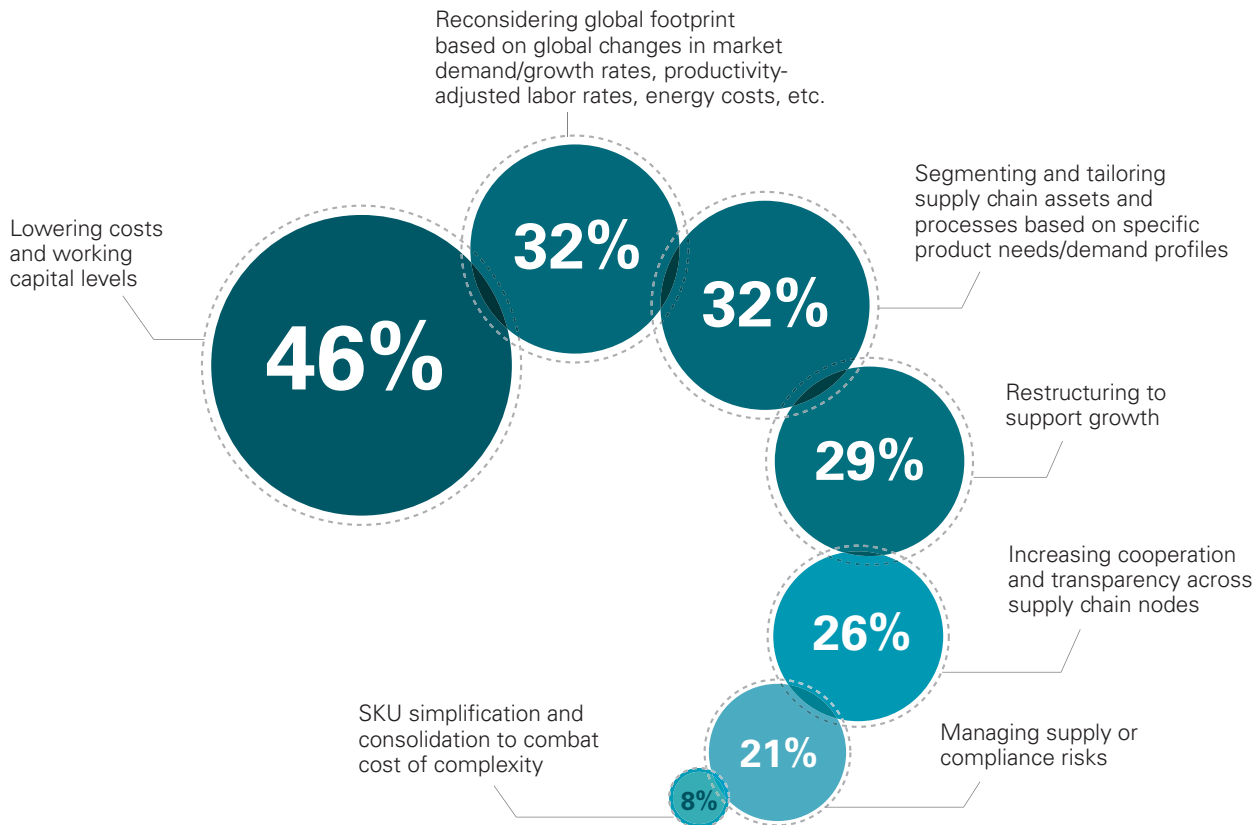 Reconsidering global footprint
based on global changes in market
demand/growth rates, productivity-
adjusted labor rates, energy costs, etc.
32%
Segmenting and tailoring
supply chain assets and
processes based on specific
product needs/demand profiles
32%
Lowering costs
and working
capital levels
46%
Restructuring to
support growth
29%
Increasing cooperation
and transparency across
supply chain nodes
26%
Managing supply or
compliance risks
21%
SKU simplification and
consolidation to combat
cost of complexity
8%